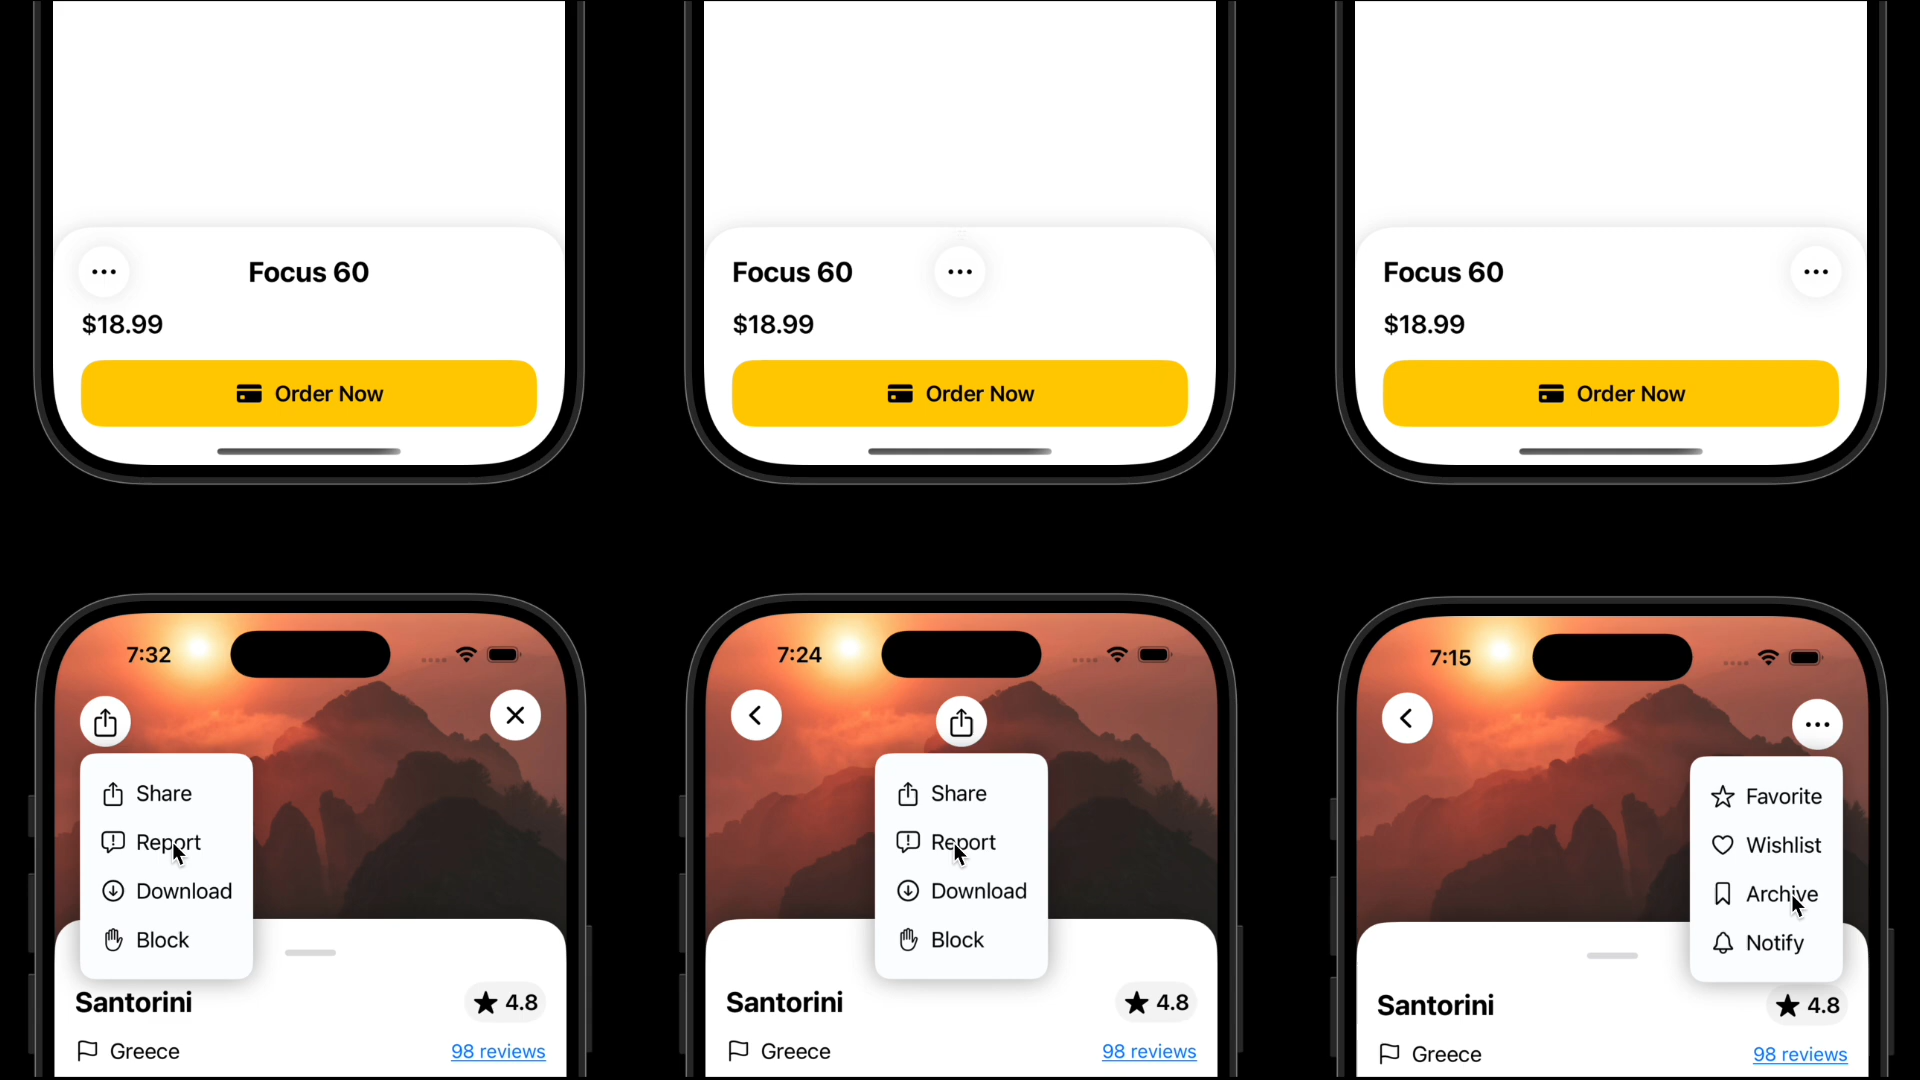 Focus 60
$18.99
Order Now
Focus 60
$18.99
Order Now
Focus 60
$18.99
Order Now
7:32
Share
Report
Download
Block
Santorini
4.8
Greece
98 reviews
7:24
Share
Report
Download
Block
Santorini
4.8
Greece
98 reviews
7:15
Favorite
Wishlist
Archive
Notify
Santorini
4.8
Greece
98 reviews